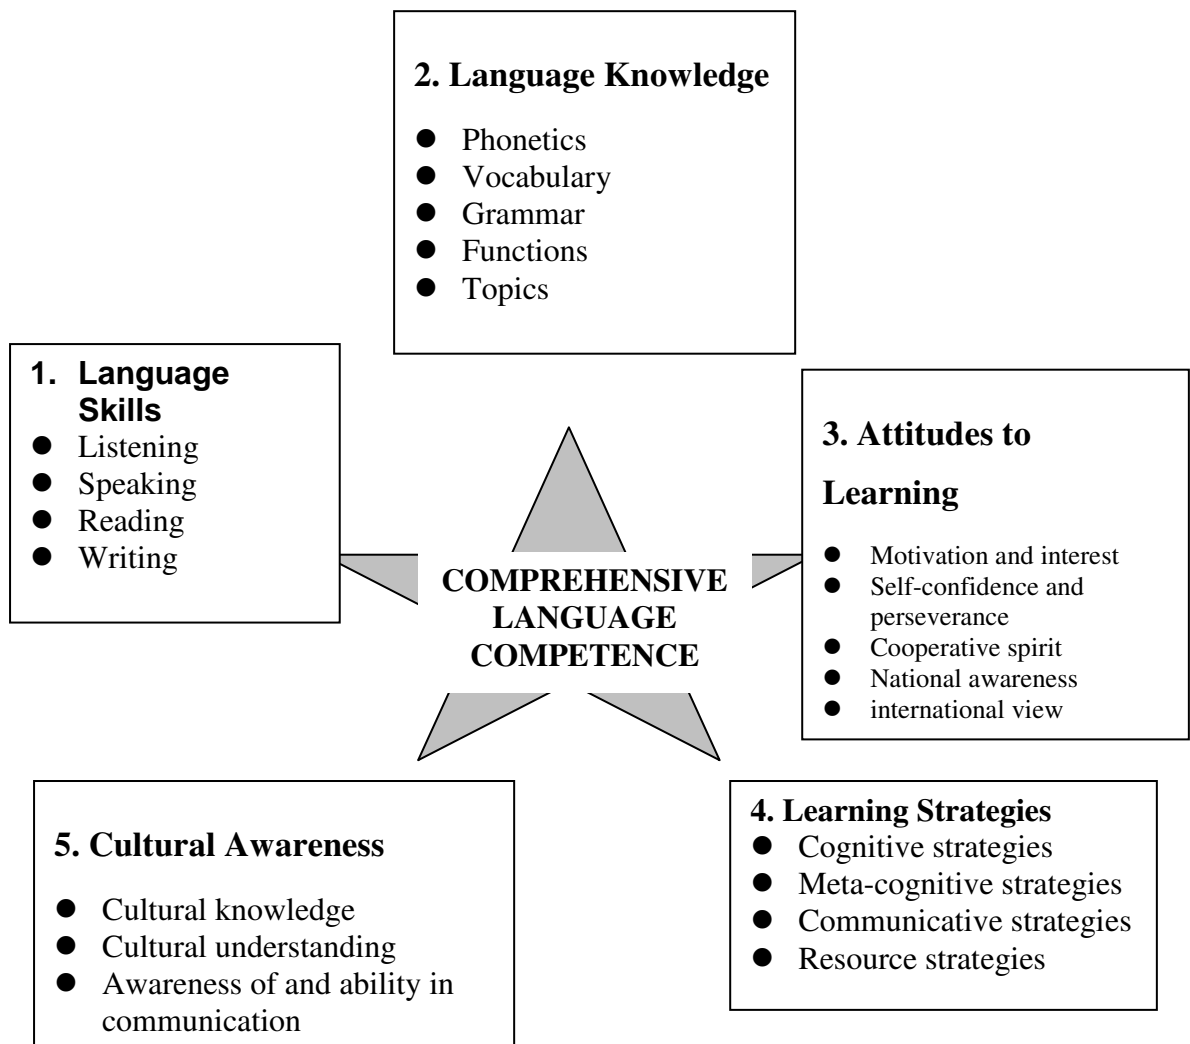 2. Language Knowledge
● Phonetics
● Vocabulary
● Grammar
● Functions
● Topics
1. Language
Skills
● Listening
● Speaking
● Reading
● Writing
3. Attitudes to
Learning
● Motivation and interest
● Self-confidence and
perseverance
● Cooperative spirit
● National awareness
● international view
COMPREHENSIVE
LANGUAGE
COMPETENCE
5. Cultural Awareness
● Cultural knowledge
● Cultural understanding
● Awareness of and ability in
communication
4. Learning Strategies
● Cognitive strategies
● Meta-cognitive strategies
● Communicative strategies
● Resource strategies